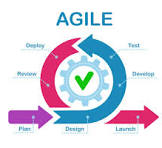 AGILE
Deploy
Test
Review
Develop
Plan
Design
Launch